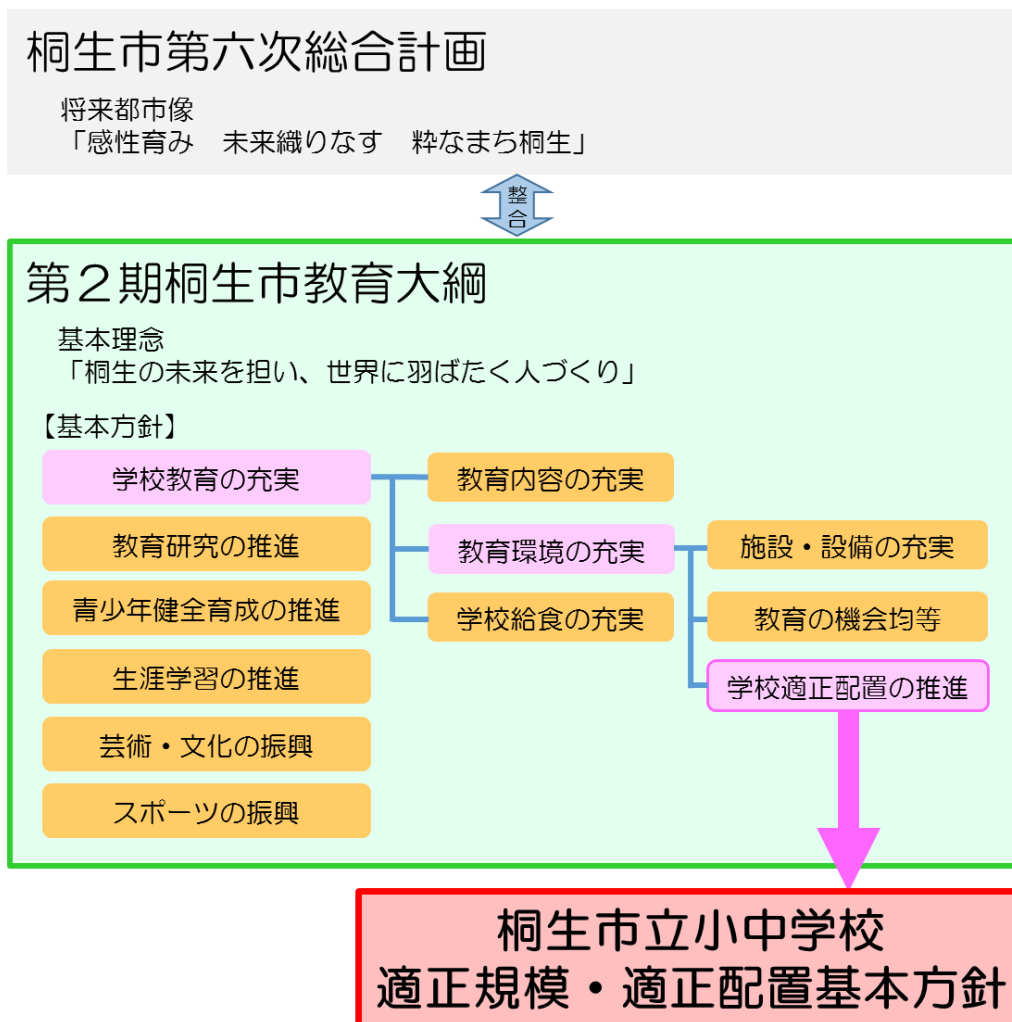 桐生市第六次総合計画
将来都市像
「感性育み　未来織りなす　粋なまち桐生」
整
合
第２期桐生市教育大綱
基本理念
「桐生の未来を担い、世界に羽ばたく人づくり」
【基本方針】
学校教育の充実
教育研究の推進
青少年健全育成の推進
生涯学習の推進
芸術・文化の振興
スポーツの振興
教育内容の充実
教育環境の充実
学校給食の充実
施設・設備の充実
教育の機会均等
学校適正配置の推進
桐生市立小中学校
適正規模・適正配置基本方針